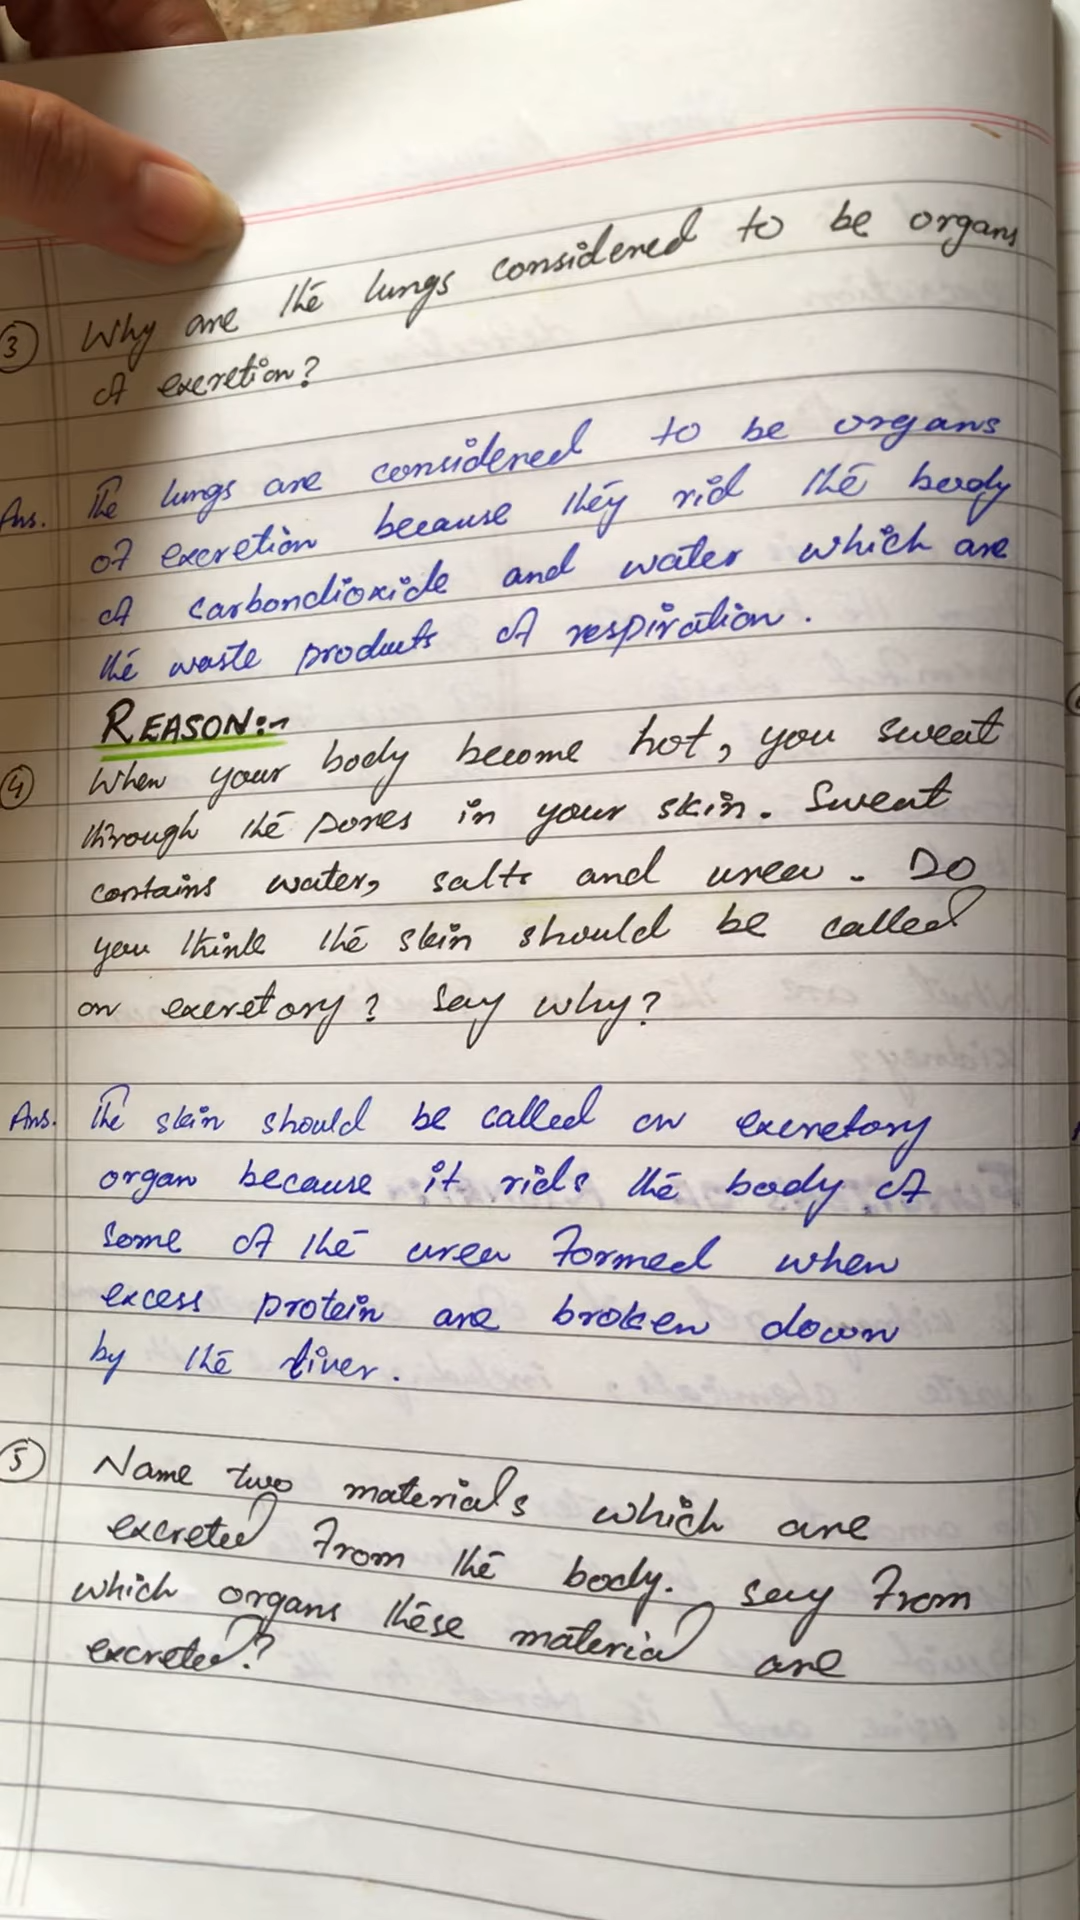 ③ Why are the lungs considered to be organs
of excretion?
Ans. The lungs are considered to be organs
of excretion because they rid the body
of carbondioxide and water which are
the waste products of respiration.
REASON:-
④ When your body become hot, you sweat
through the pores in your skin. Sweat
contains water, salts and urea. Do
you think the skin should be called
an excretory? Say why?
Ans. The skin should be called an excretory
organ because it rids the body of
some of the urea formed when
excess protein are broken down
by the liver.
⑤ Name two materials which are
excreted from the body. say from
which organs these material are
excreted?